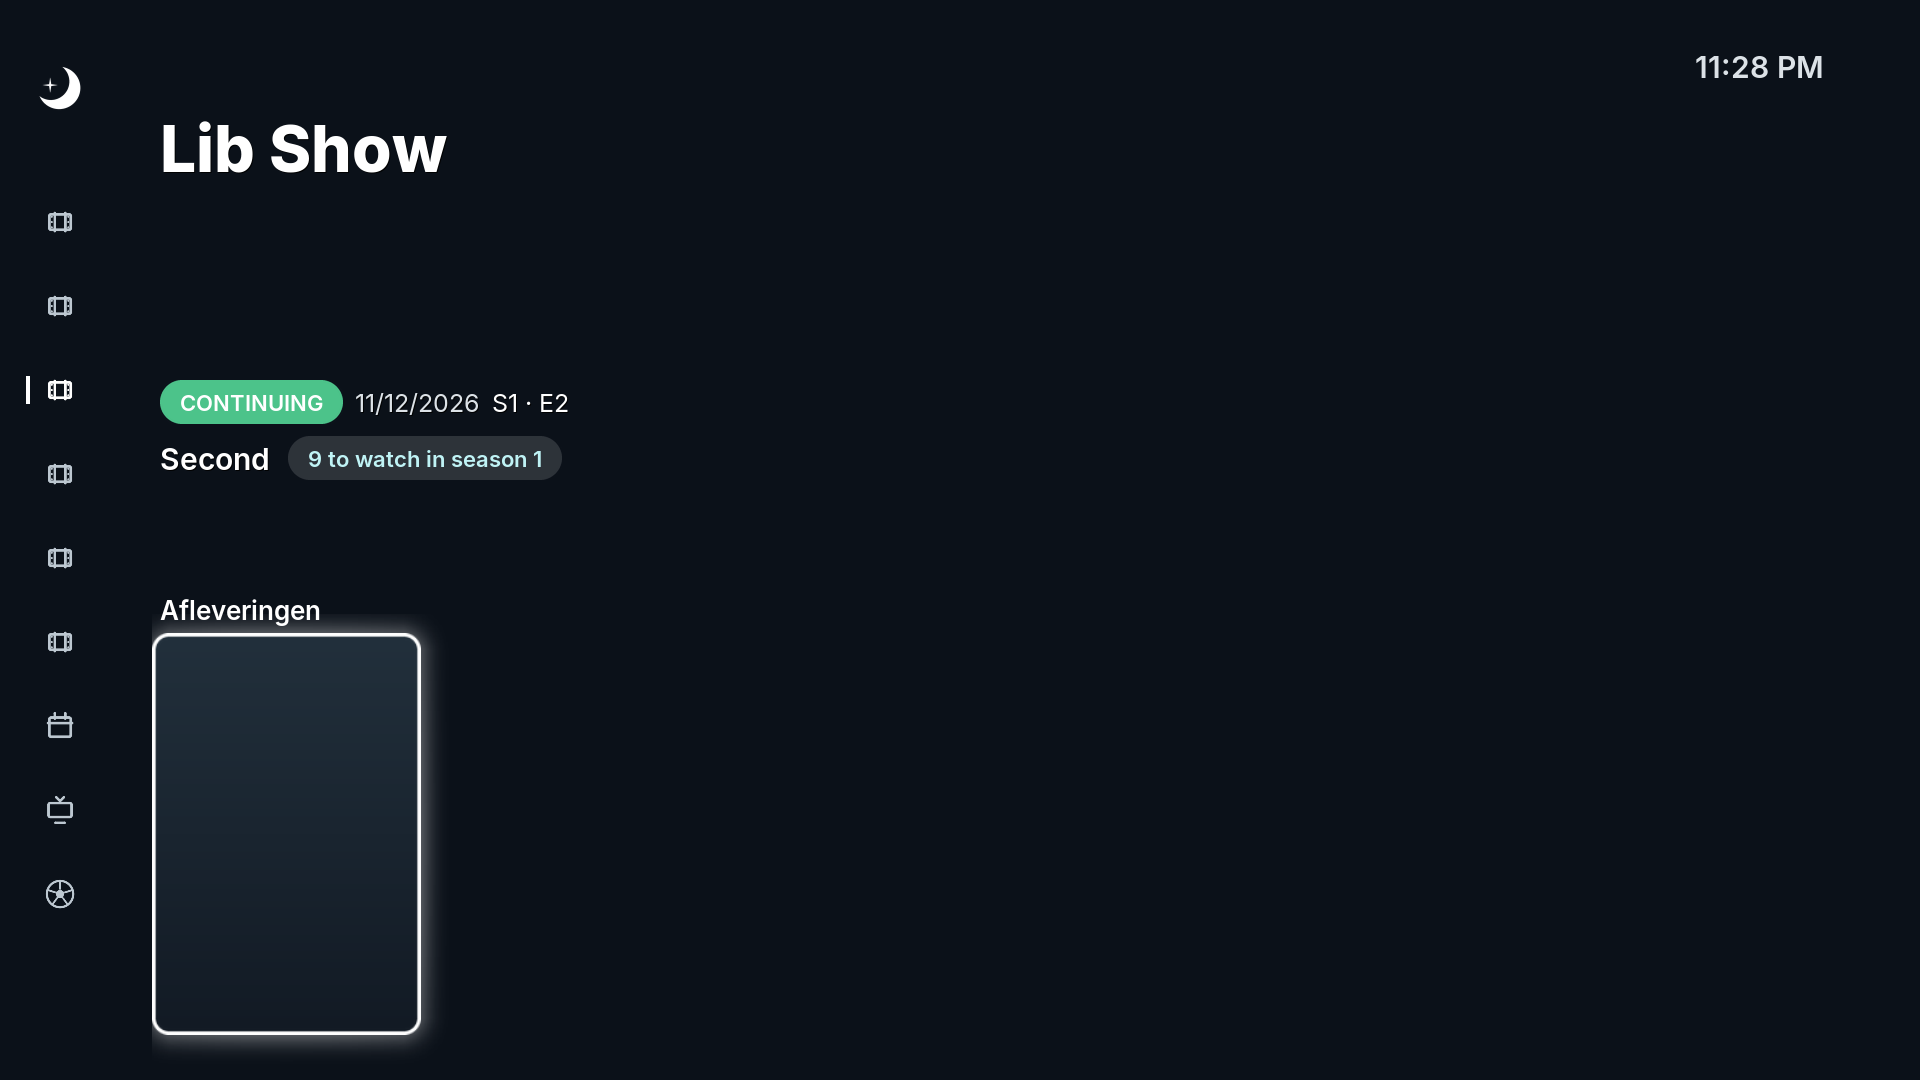 11:28 PM
Lib Show
CONTINUING 11/12/2026 S1 · E2
Second 9 to watch in season 1
Afleveringen